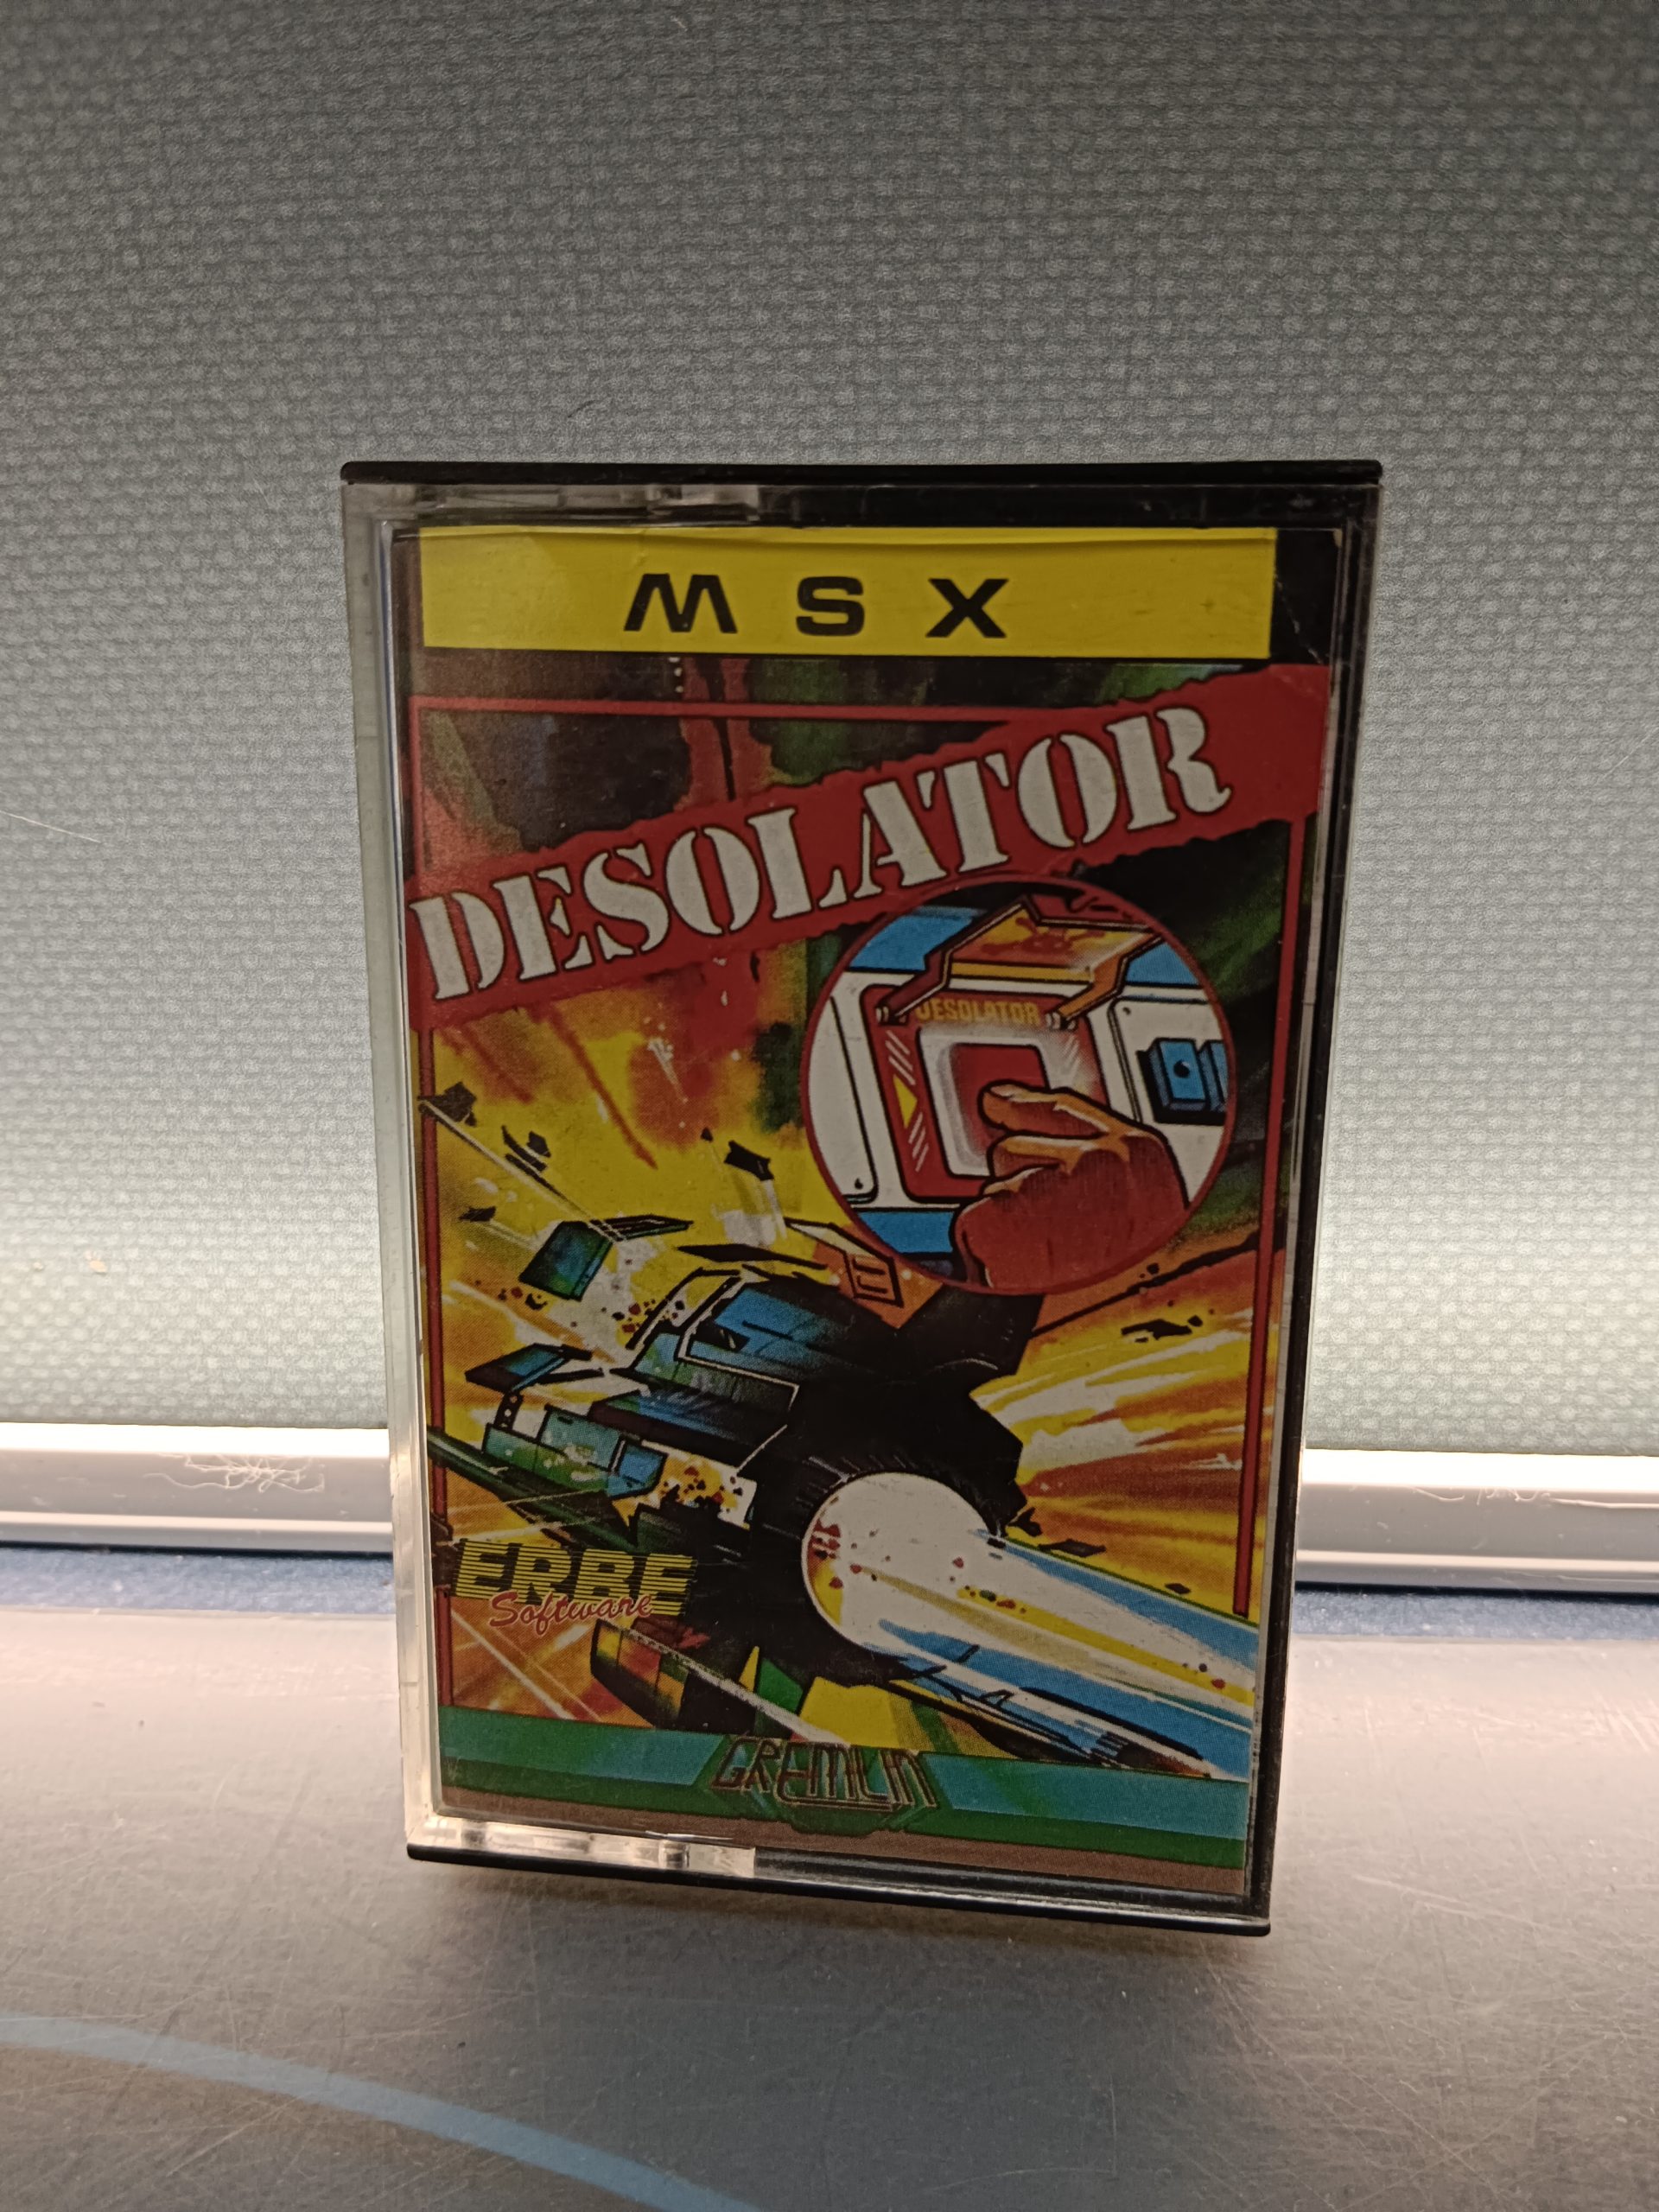 MSX
DESOLATOR
DESOLATOR
ERBE
Software
GREMLIN